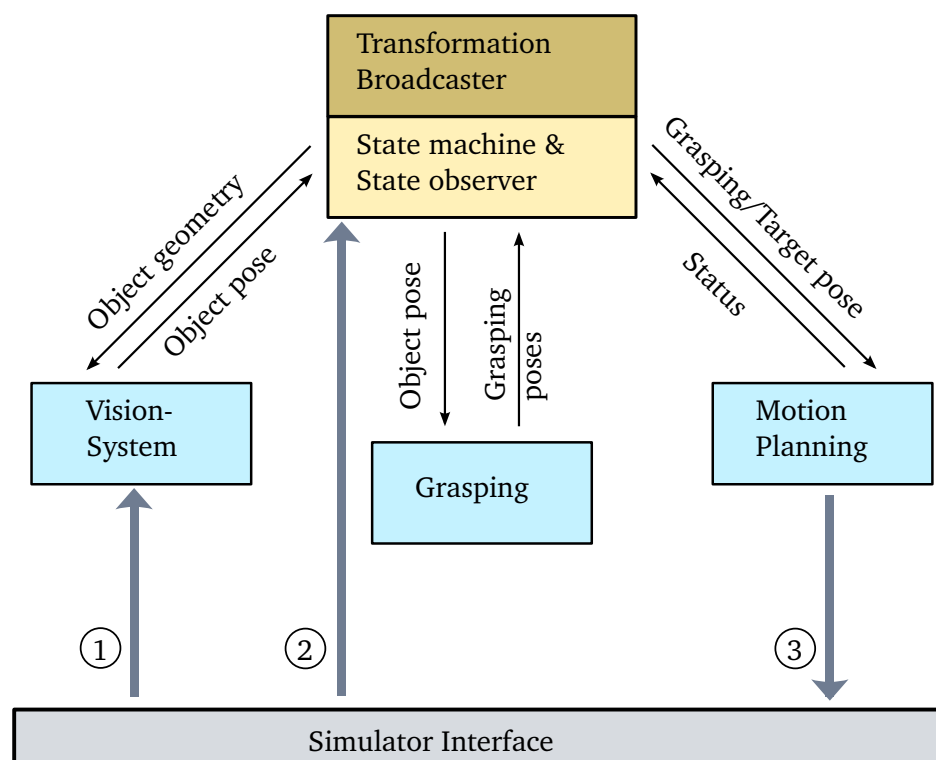 Transformation
Broadcaster
State machine &
State observer
Object geometry
Object pose
Object pose
Grasping
poses
Grasping/Target pose
Status
Vision-
System
Grasping
Motion
Planning
1
2
3
Simulator Interface